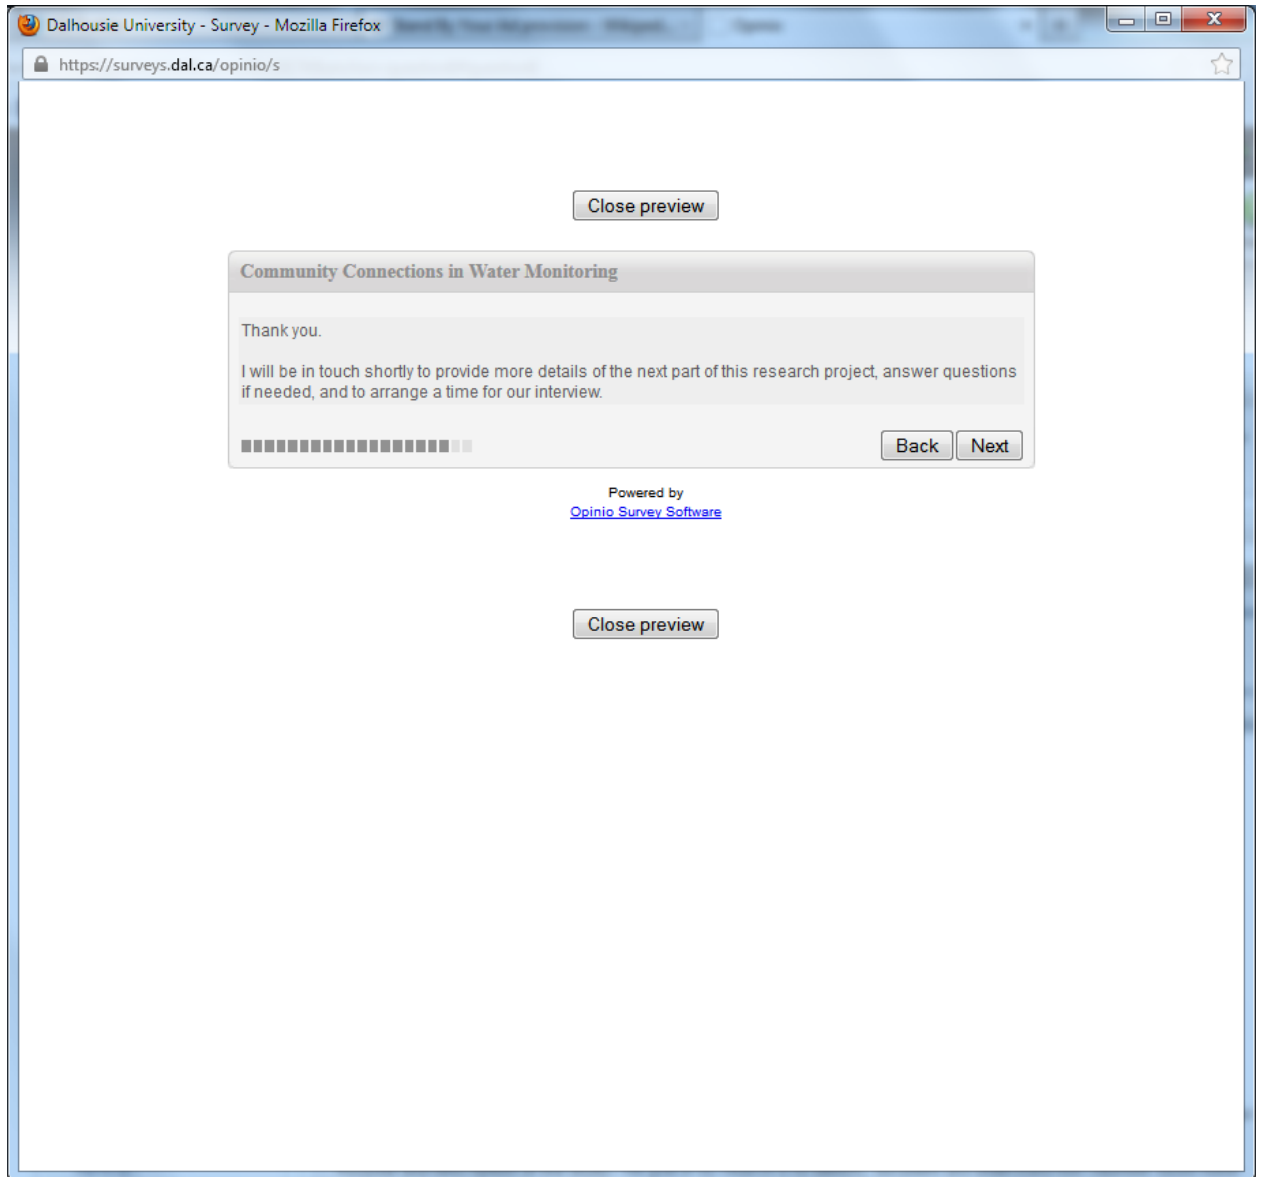 Dalhousie University - Survey - Mozilla Firefox
https://surveys.dal.ca/opinio/s
Close preview
Community Connections in Water Monitoring
Thank you.
I will be in touch shortly to provide more details of the next part of this research project, answer questions
if needed, and to arrange a time for our interview.
Back Next
Powered by
Opinio Survey Software
Close preview